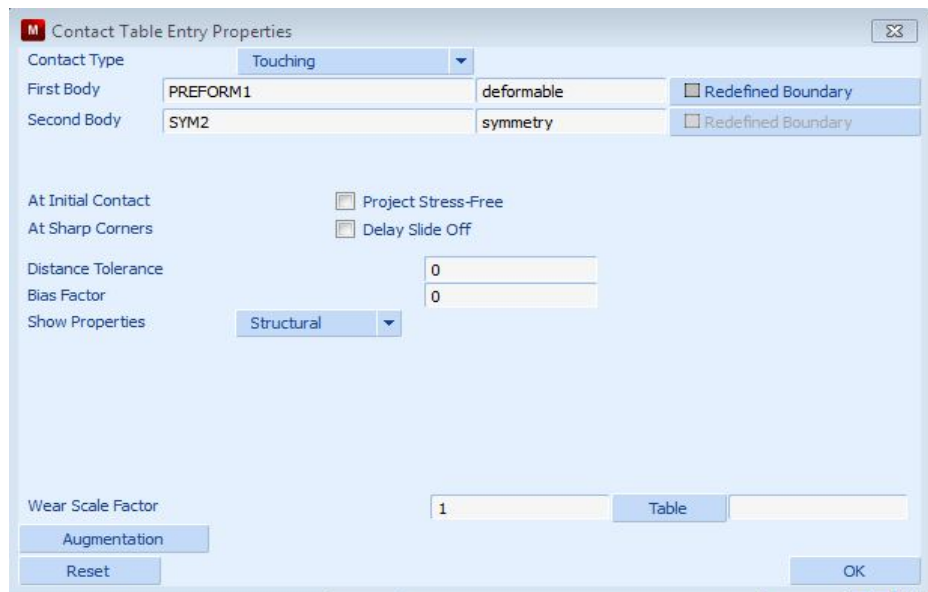 M Contact Table Entry Properties
Contact Type Touching
First Body PREFORM1 deformable Redefined Boundary
Second Body SYM2 symmetry Redefined Boundary
At Initial Contact Project Stress-Free
At Sharp Corners Delay Slide Off
Distance Tolerance 0
Bias Factor 0
Show Properties Structural
Wear Scale Factor 1 Table
Augmentation
Reset OK